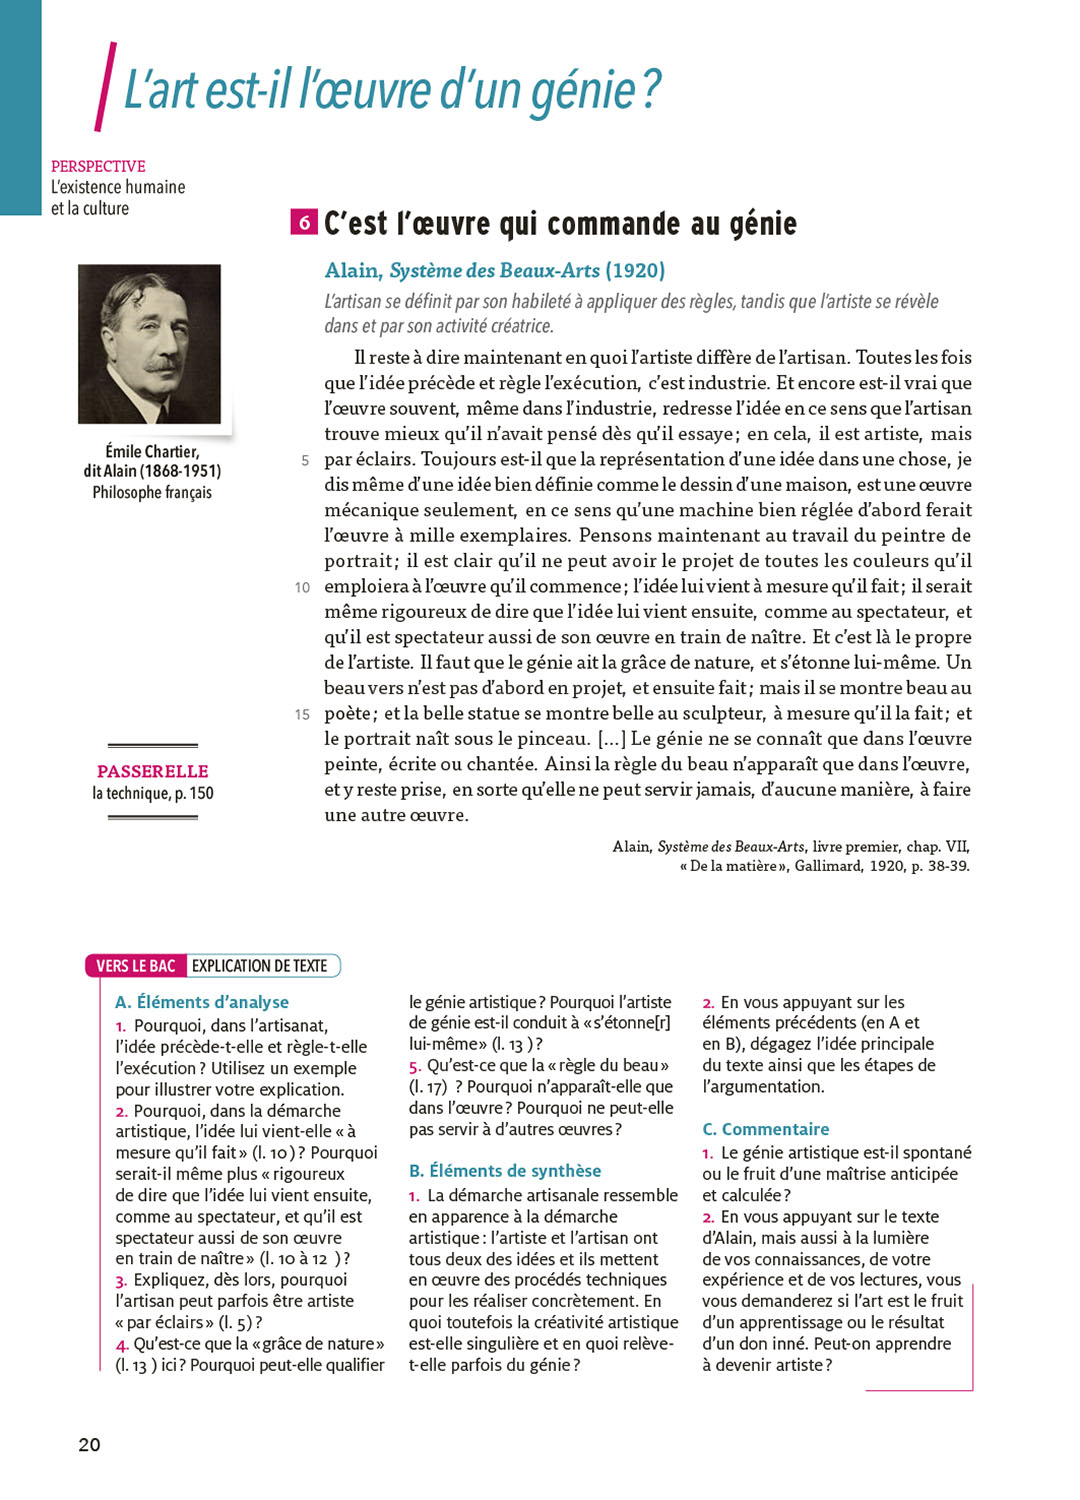 L'art est-il l'œuvre d'un génie ?
PERSPECTIVE
L'existence humaine
et la culture
6 C'est l'œuvre qui commande au génie
Alain, Système des Beaux-Arts (1920)
L'artisan se définit par son habileté à appliquer des règles, tandis que l'artiste se révèle
dans et par son activité créatrice.
Il reste à dire maintenant en quoi l'artiste diffère de l'artisan. Toutes les fois
que l'idée précède et règle l'exécution, c'est industrie. Et encore est-il vrai que
l'œuvre souvent, même dans l'industrie, redresse l'idée en ce sens que l'artisan
trouve mieux qu'il n'avait pensé dès qu'il essaye ; en cela, il est artiste, mais
5 par éclairs. Toujours est-il que la représentation d'une idée dans une chose, je
dis même d'une idée bien définie comme le dessin d'une maison, est une œuvre
mécanique seulement, en ce sens qu'une machine bien réglée d'abord ferait
l'œuvre à mille exemplaires. Pensons maintenant au travail du peintre de
portrait ; il est clair qu'il ne peut avoir le projet de toutes les couleurs qu'il
10 emploiera à l'œuvre qu'il commence ; l'idée lui vient à mesure qu'il fait ; il serait
même rigoureux de dire que l'idée lui vient ensuite, comme au spectateur, et
qu'il est spectateur aussi de son œuvre en train de naître. Et c'est là le propre
de l'artiste. Il faut que le génie ait la grâce de nature, et s'étonne lui-même. Un
beau vers n'est pas d'abord en projet, et ensuite fait ; mais il se montre beau au
15 poète ; et la belle statue se montre belle au sculpteur, à mesure qu'il la fait ; et
le portrait naît sous le pinceau. [...] Le génie ne se connaît que dans l'œuvre
peinte, écrite ou chantée. Ainsi la règle du beau n'apparaît que dans l'œuvre,
et y reste prise, en sorte qu'elle ne peut servir jamais, d'aucune manière, à faire
une autre œuvre.
Alain, Système des Beaux-Arts, livre premier, chap. VII,
« De la matière », Gallimard, 1920, p. 38-39.
Émile Chartier,
dit Alain (1868-1951)
Philosophe français
PASSERELLE
la technique, p. 150
VERS LE BAC EXPLICATION DE TEXTE
A. Éléments d'analyse
1. Pourquoi, dans l'artisanat,
l'idée précède-t-elle et règle-t-elle
l'exécution ? Utilisez un exemple
pour illustrer votre explication.
2. Pourquoi, dans la démarche
artistique, l'idée lui vient-elle « à
mesure qu'il fait » (l. 10) ? Pourquoi
serait-il même plus « rigoureux
de dire que l'idée lui vient ensuite,
comme au spectateur, et qu'il est
spectateur aussi de son œuvre
en train de naître » (l. 10 à 12 ) ?
3. Expliquez, dès lors, pourquoi
l'artisan peut parfois être artiste
« par éclairs » (l. 5) ?
4. Qu'est-ce que la « grâce de nature »
(l. 13 ) ici ? Pourquoi peut-elle qualifier
le génie artistique ? Pourquoi l'artiste
de génie est-il conduit à « s'étonne[r]
lui-même » (l. 13 ) ?
5. Qu'est-ce que la « règle du beau »
(l. 17) ? Pourquoi n'apparaît-elle que
dans l'œuvre ? Pourquoi ne peut-elle
pas servir à d'autres œuvres ?
B. Éléments de synthèse
1. La démarche artisanale ressemble
en apparence à la démarche
artistique : l'artiste et l'artisan ont
tous deux des idées et ils mettent
en œuvre des procédés techniques
pour les réaliser concrètement. En
quoi toutefois la créativité artistique
est-elle singulière et en quoi relève-
t-elle parfois du génie ?
2. En vous appuyant sur les
éléments précédents (en A et
en B), dégagez l'idée principale
du texte ainsi que les étapes de
l'argumentation.
C. Commentaire
1. Le génie artistique est-il spontané
ou le fruit d'une maîtrise anticipée
et calculée ?
2. En vous appuyant sur le texte
d'Alain, mais aussi à la lumière
de vos connaissances, de votre
expérience et de vos lectures, vous
vous demanderez si l'art est le fruit
d'un apprentissage ou le résultat
d'un don inné. Peut-on apprendre
à devenir artiste ?
20